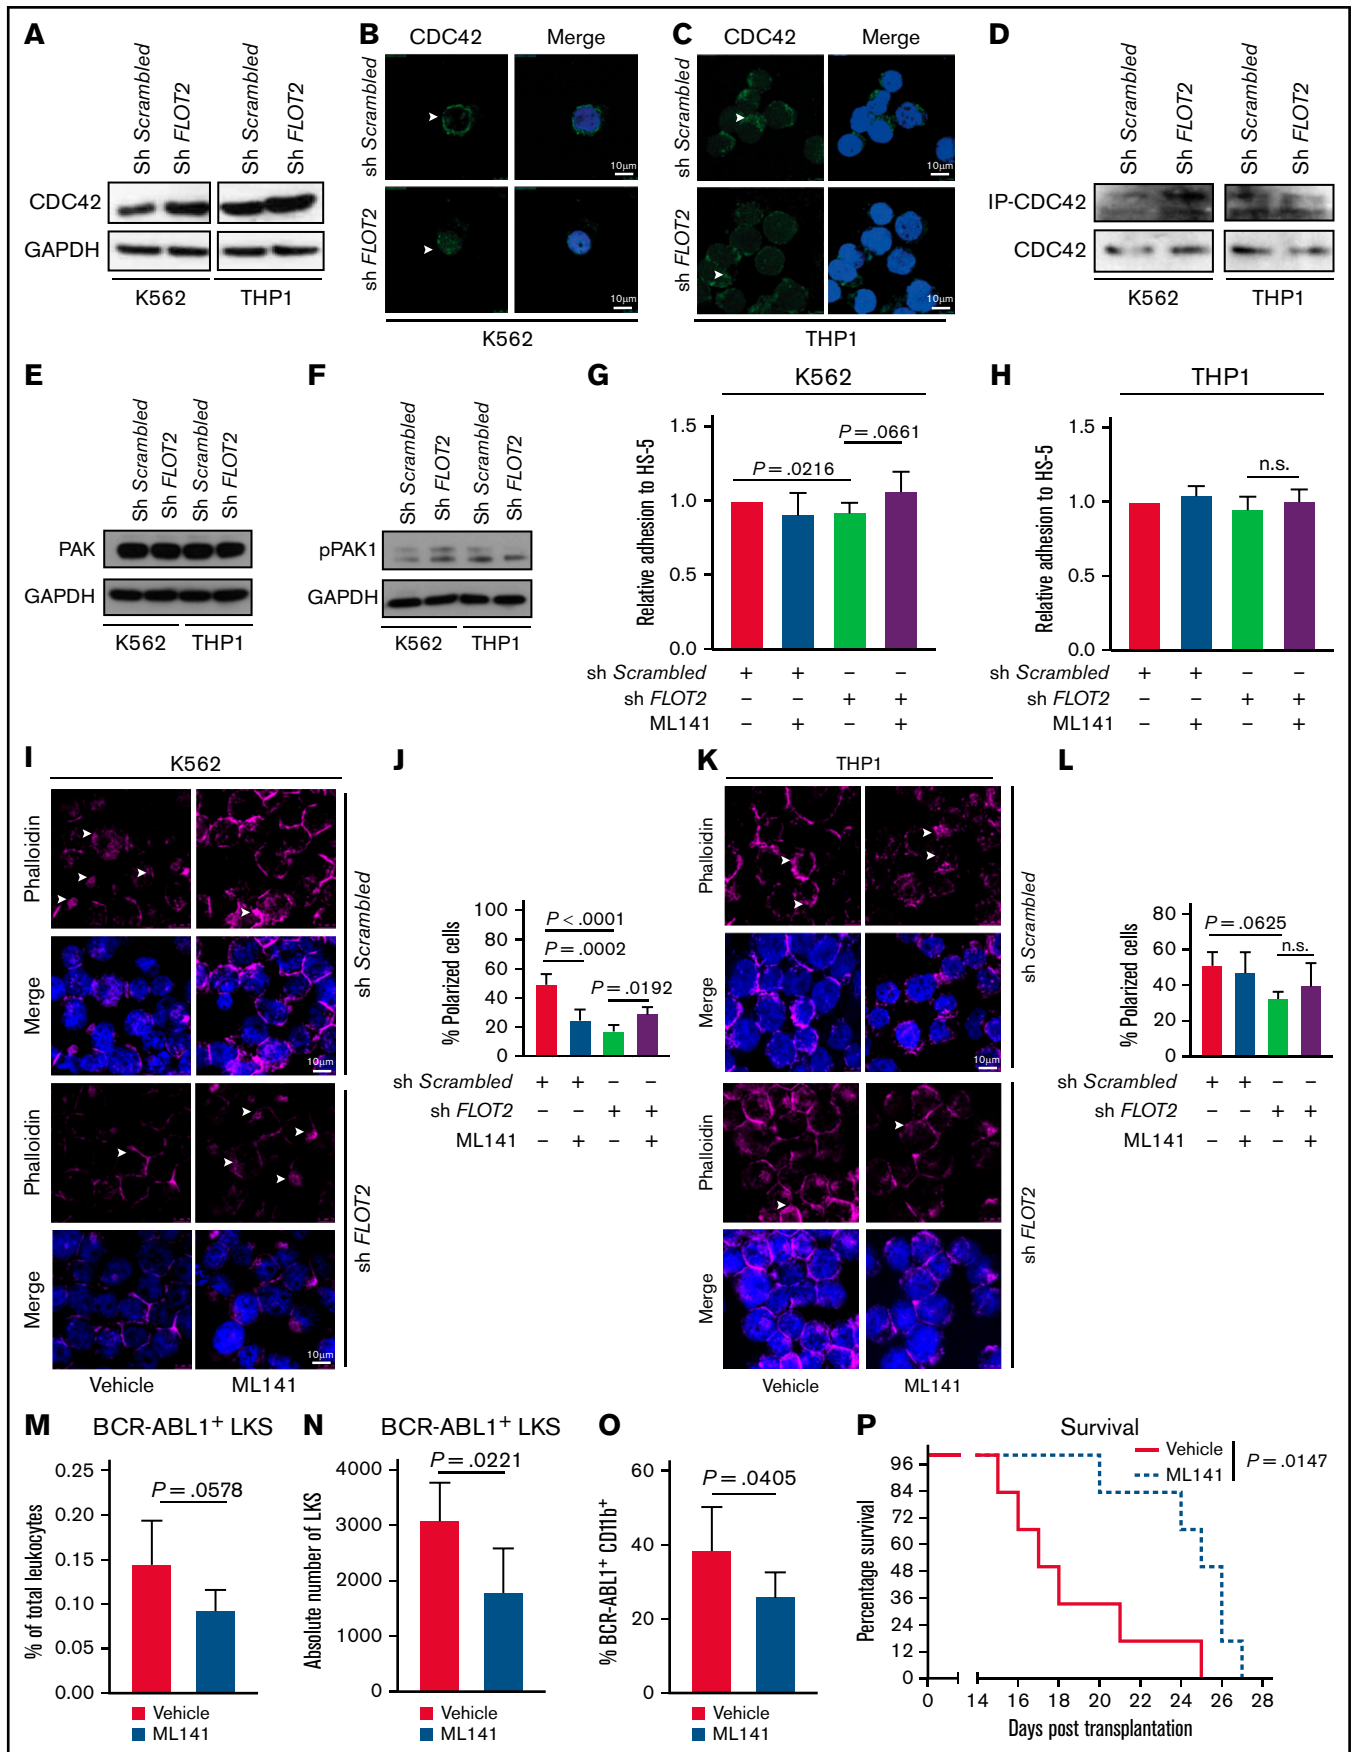 A
Sh Scrambled
Sh FLOT2
Sh Scrambled
Sh FLOT2
CDC42
GAPDH
K562 THP1
B
CDC42 Merge
sh Scrambled
10μm
sh FLOT2
10μm
K562
C
CDC42 Merge
sh Scrambled
10μm
sh FLOT2
10μm
THP1
D
Sh Scrambled
Sh FLOT2
Sh Scrambled
Sh FLOT2
IP-CDC42
CDC42
K562 THP1
E
Sh Scrambled
Sh FLOT2
Sh Scrambled
Sh FLOT2
PAK
GAPDH
K562 THP1
F
Sh Scrambled
Sh FLOT2
Sh Scrambled
Sh FLOT2
pPAK1
GAPDH
K562 THP1
G
K562
Relative adhesion to HS-5
1.5
1.0
0.5
0.0
P = .0216
P = .0661
sh Scrambled + + – –
sh FLOT2 – – + +
ML141 – + – +
H
THP1
Relative adhesion to HS-5
1.5
1.0
0.5
0.0
n.s.
sh Scrambled + + – –
sh FLOT2 – – + +
ML141 – + – +
I
K562
Phalloidin
Merge
10μm
sh Scrambled
Phalloidin
Merge
10μm
sh FLOT2
Vehicle ML141
J
% Polarized cells
100
80
60
40
20
0
P < .0001
P = .0002
P = .0192
sh Scrambled + + – –
sh FLOT2 – – + +
ML141 – + – +
K
THP1
Phalloidin
Merge
10μm
sh Scrambled
Phalloidin
Merge
sh FLOT2
Vehicle ML141
L
% Polarized cells
80
60
40
20
0
P = .0625
n.s.
sh Scrambled + + – –
sh FLOT2 – – + +
ML141 – + – +
M
BCR-ABL1+ LKS
% of total leukocytes
0.25
0.20
0.15
0.10
0.05
0.00
P = .0578
Vehicle
ML141
N
BCR-ABL1+ LKS
Absolute number of LKS
4000
3000
2000
1000
0
P = .0221
Vehicle
ML141
O
% BCR-ABL1+ CD11b+
60
40
20
0
P = .0405
Vehicle
ML141
P
Survival
Percentage survival
96
84
72
60
48
36
24
12
0
Vehicle
ML141
P = .0147
0 14 16 18 20 22 24 26 28
Days post transplantation